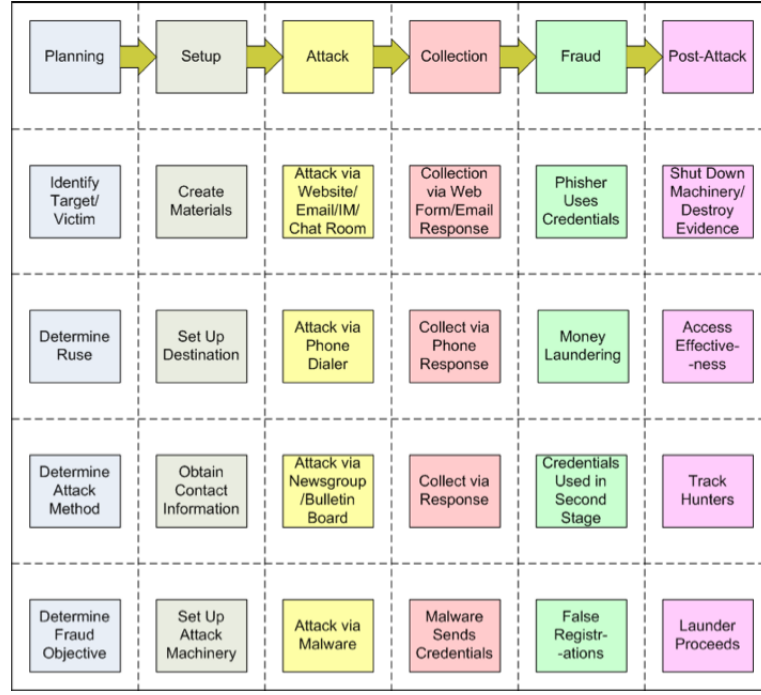 Planning
Setup
Attack
Collection
Fraud
Post-Attack
Identify
Target/
Victim
Create
Materials
Attack via
Website/
Email/IM/
Chat Room
Collection
via Web
Form/Email
Response
Phisher
Uses
Credentials
Shut Down
Machinery/
Destroy
Evidence
Determine
Ruse
Set Up
Destination
Attack via
Phone
Dialer
Collect via
Phone
Response
Money
Laundering
Access
Effective-
-ness
Determine
Attack
Method
Obtain
Contact
Information
Attack via
Newsgroup
/Bulletin
Board
Collect via
Response
Credentials
Used in
Second
Stage
Track
Hunters
Determine
Fraud
Objective
Set Up
Attack
Machinery
Attack via
Malware
Malware
Sends
Credentials
False
Registr-
-ations
Launder
Proceeds